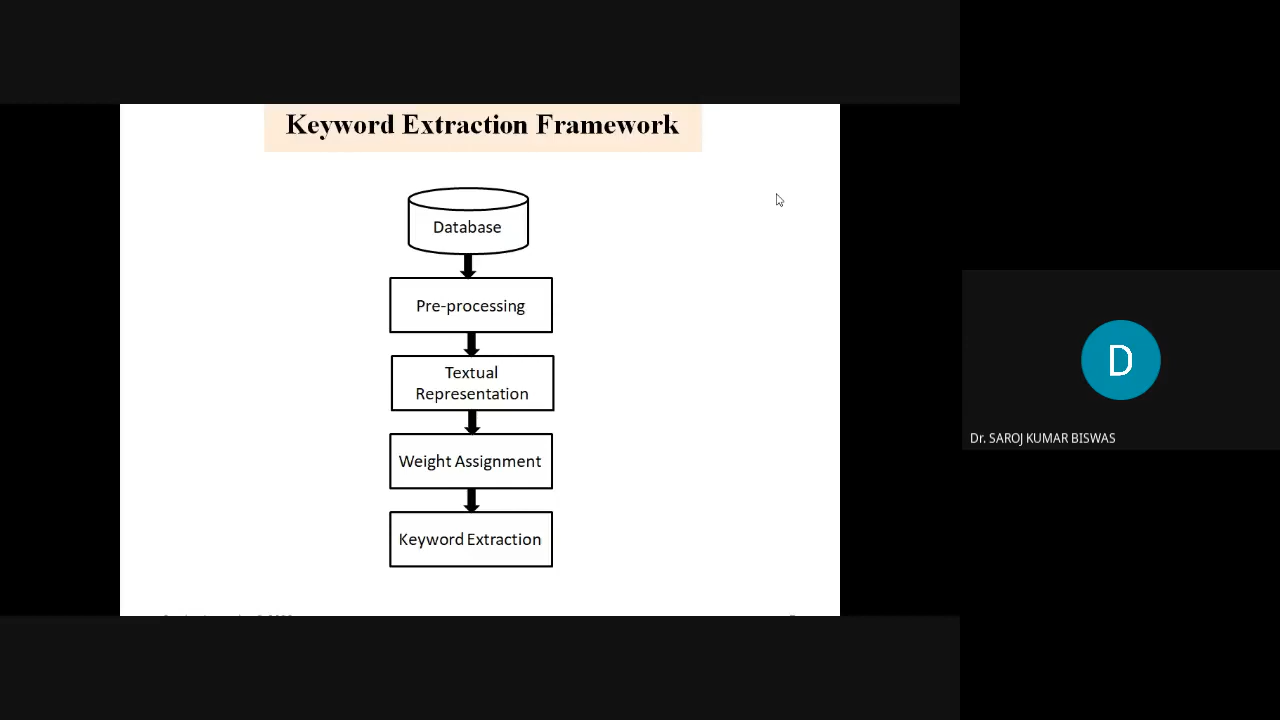 Keyword Extraction Framework
Database
Pre-processing
Textual
Representation
Weight Assignment
Keyword Extraction
D
Dr. SAROJ KUMAR BISWAS